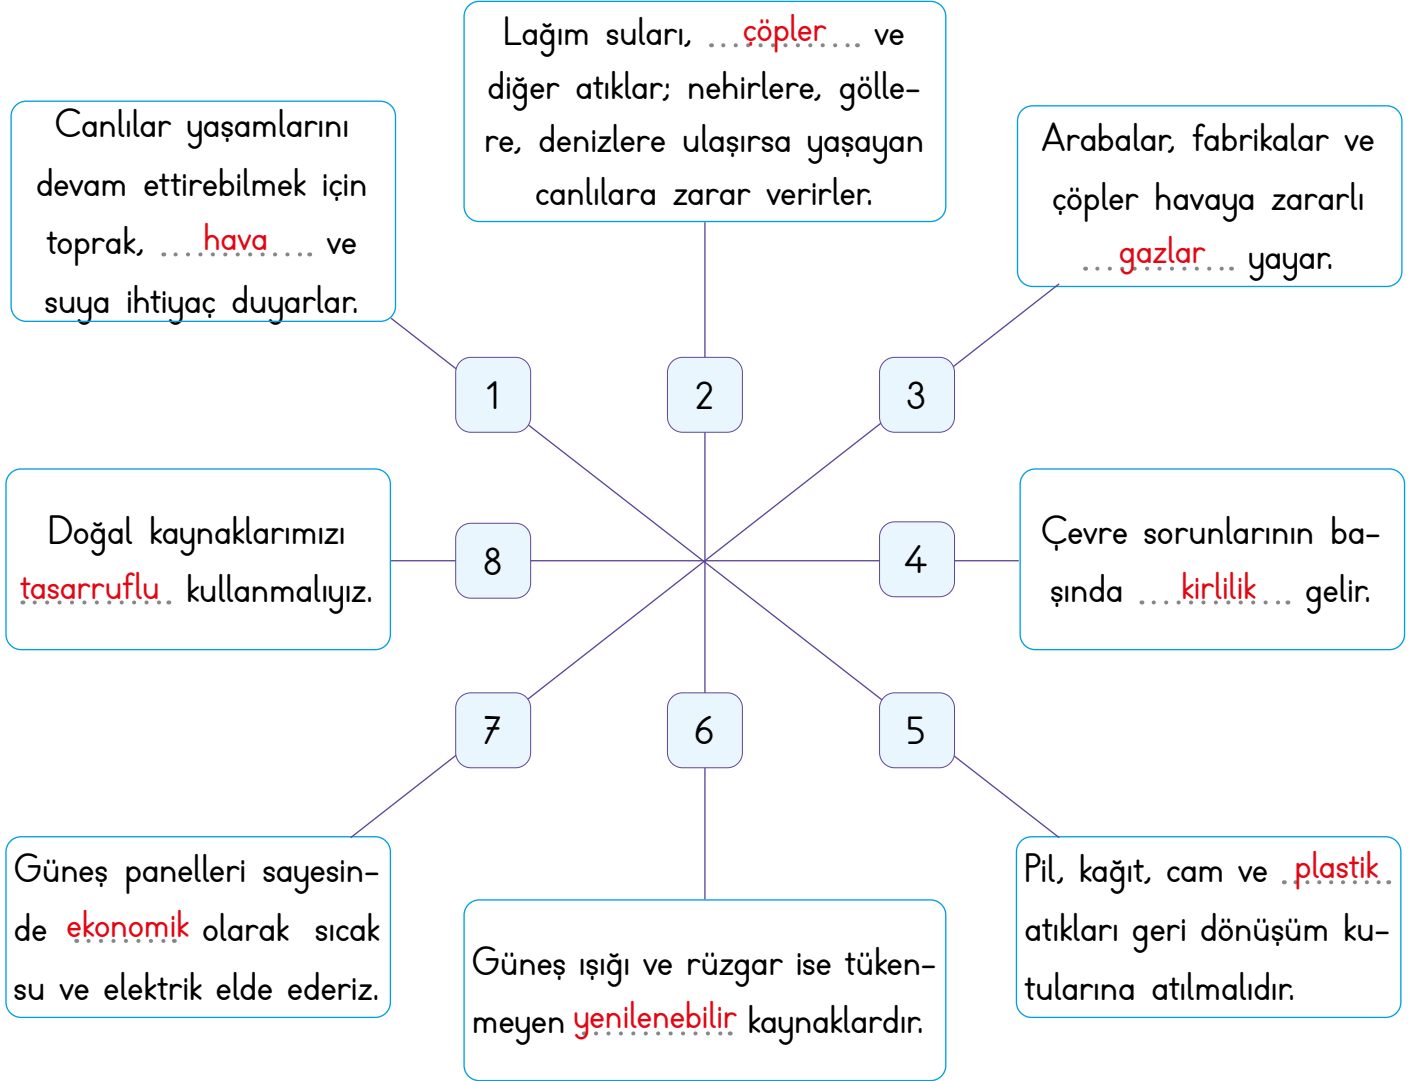 Canlılar yaşamlarını
devam ettirebilmek için
toprak, hava ve
suya ihtiyaç duyarlar.
Lağım suları, çöpler ve
diğer atıklar; nehirlere, gölle-
re, denizlere ulaşırsa yaşayan
canlılara zarar verirler.
Arabalar, fabrikalar ve
çöpler havaya zararlı
gazlar yayar.
1
2
3
Doğal kaynaklarımızı
tasarruflu kullanmalıyız.
8
4
Çevre sorunlarının ba-
şında kirlilik gelir.
7
6
5
Güneş panelleri sayesin-
de ekonomik olarak sıcak
su ve elektrik elde ederiz.
Güneş ışığı ve rüzgar ise tüken-
meyen yenilenebilir kaynaklardır.
Pil, kağıt, cam ve plastik
atıkları geri dönüşüm ku-
tularına atılmalıdır.